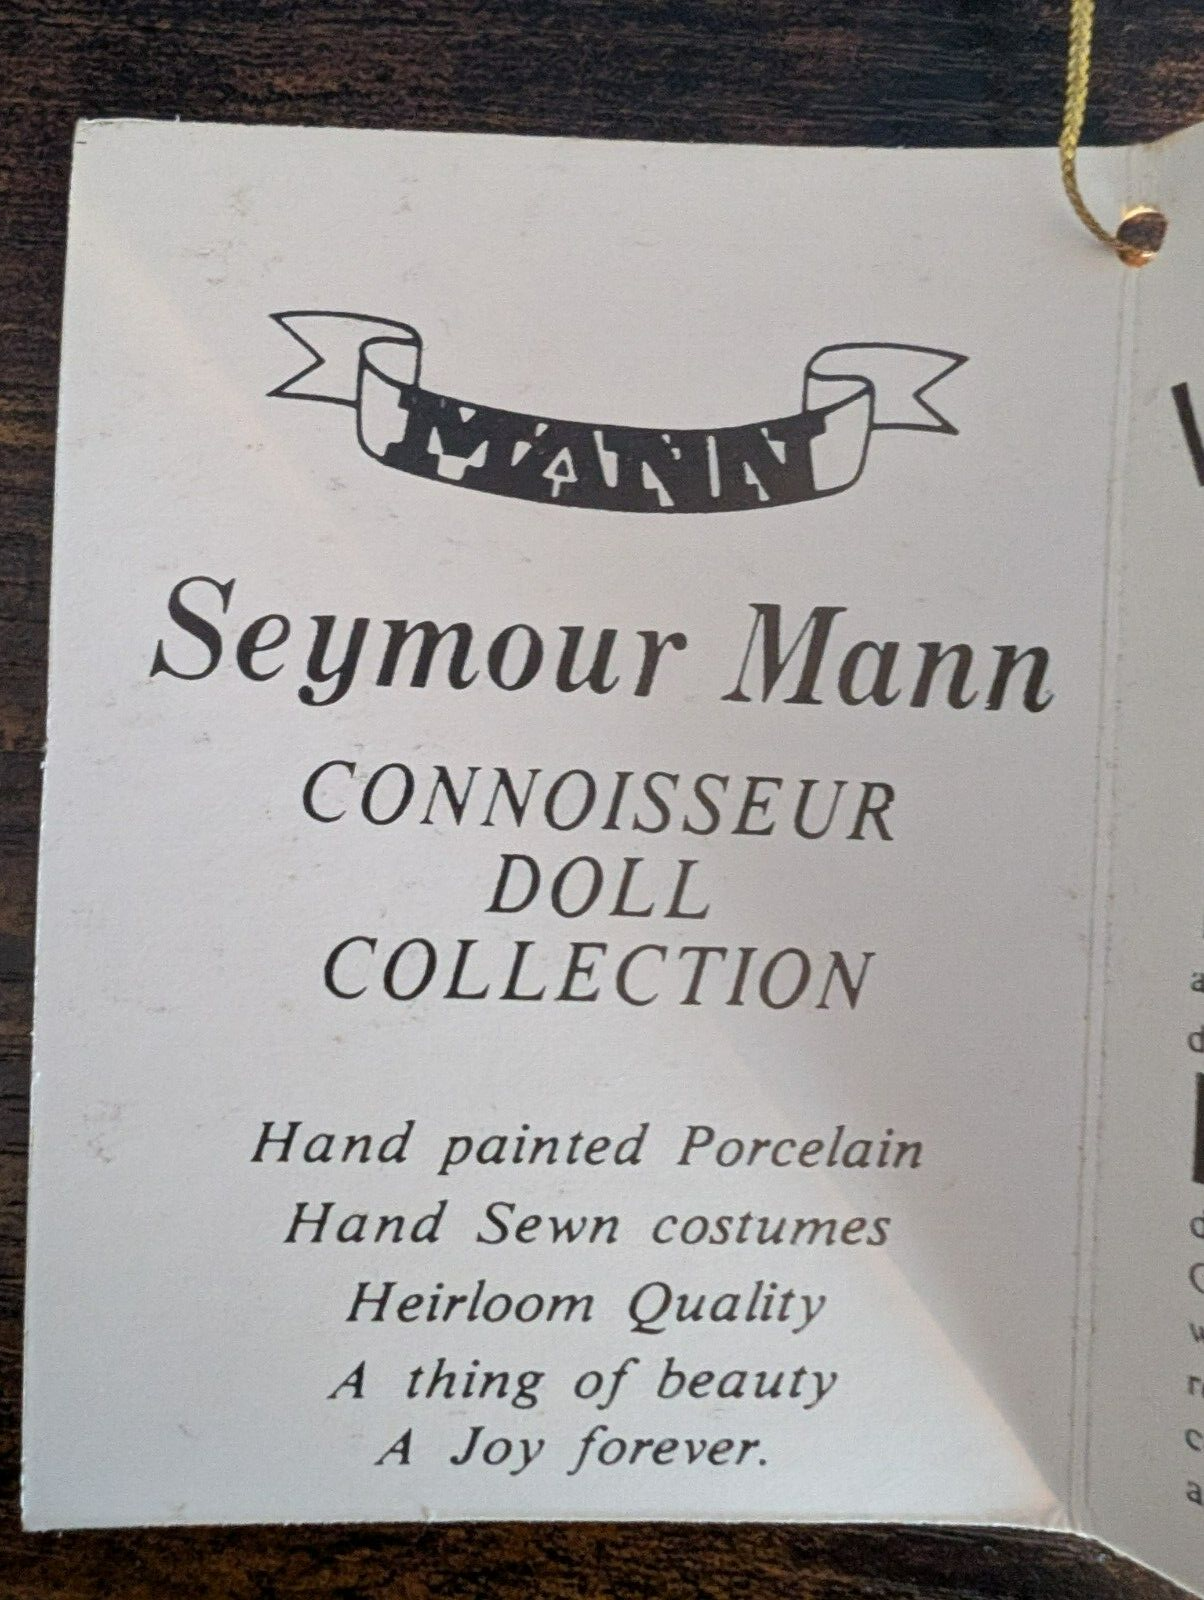 MANN
Seymour Mann
CONNOISSEUR
DOLL
COLLECTION
Hand painted Porcelain
Hand Sewn costumes
Heirloom Quality
A thing of beauty
A Joy forever.